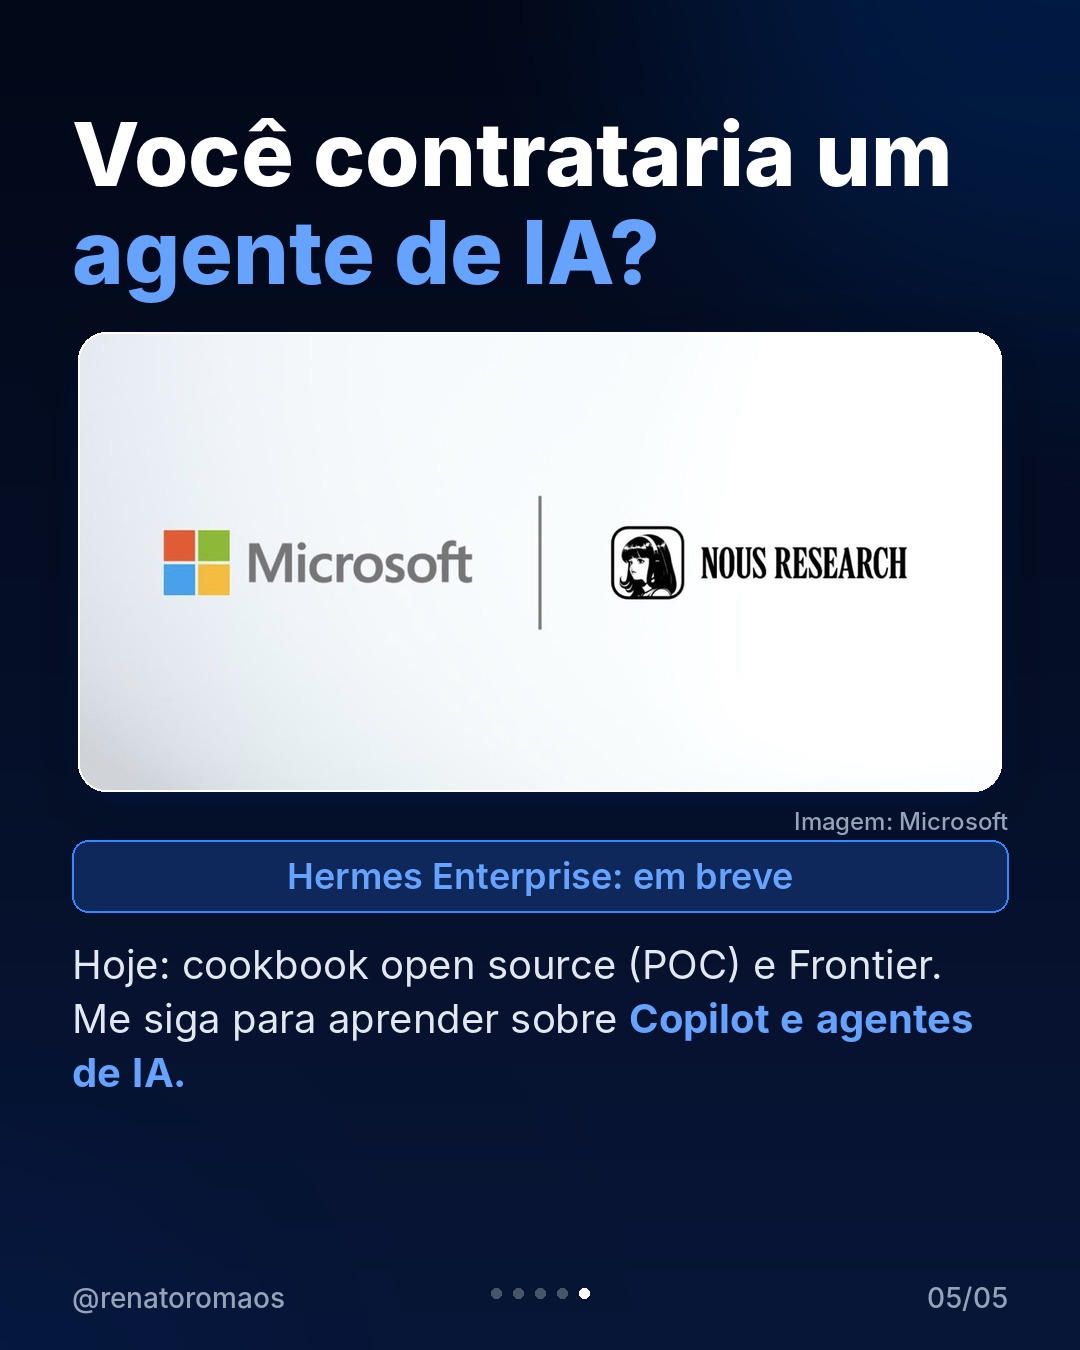 Você contrataria um
agente de IA?
Microsoft
NOUS RESEARCH
Imagem: Microsoft
Hermes Enterprise: em breve
Hoje: cookbook open source (POC) e Frontier.
Me siga para aprender sobre Copilot e agentes
de IA.
@renatoromaos
05/05